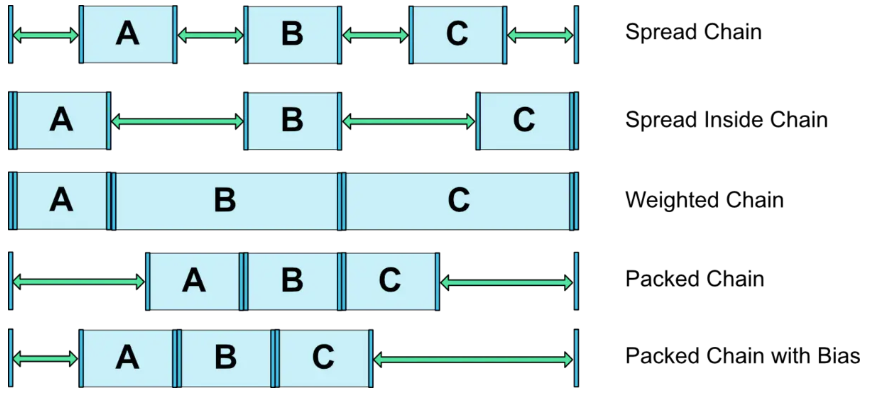 A B C Spread Chain
A B C Spread Inside Chain
A B C Weighted Chain
A B C Packed Chain
A B C Packed Chain with Bias